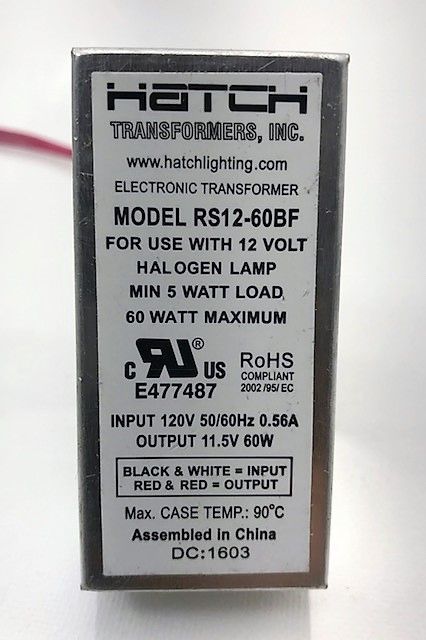 HATCH
TRANSFORMERS, INC.
www.hatchlighting.com
ELECTRONIC TRANSFORMER
MODEL RS12-60BF
FOR USE WITH 12 VOLT
HALOGEN LAMP
MIN 5 WATT LOAD,
60 WATT MAXIMUM
C RU® US
E477487
RoHS
COMPLIANT
2002/95/EC
INPUT 120V 50/60Hz 0.56A
OUTPUT 11.5V 60W
BLACK & WHITE = INPUT
RED & RED = OUTPUT
Max. CASE TEMP.: 90°C
Assembled in China
DC:1603